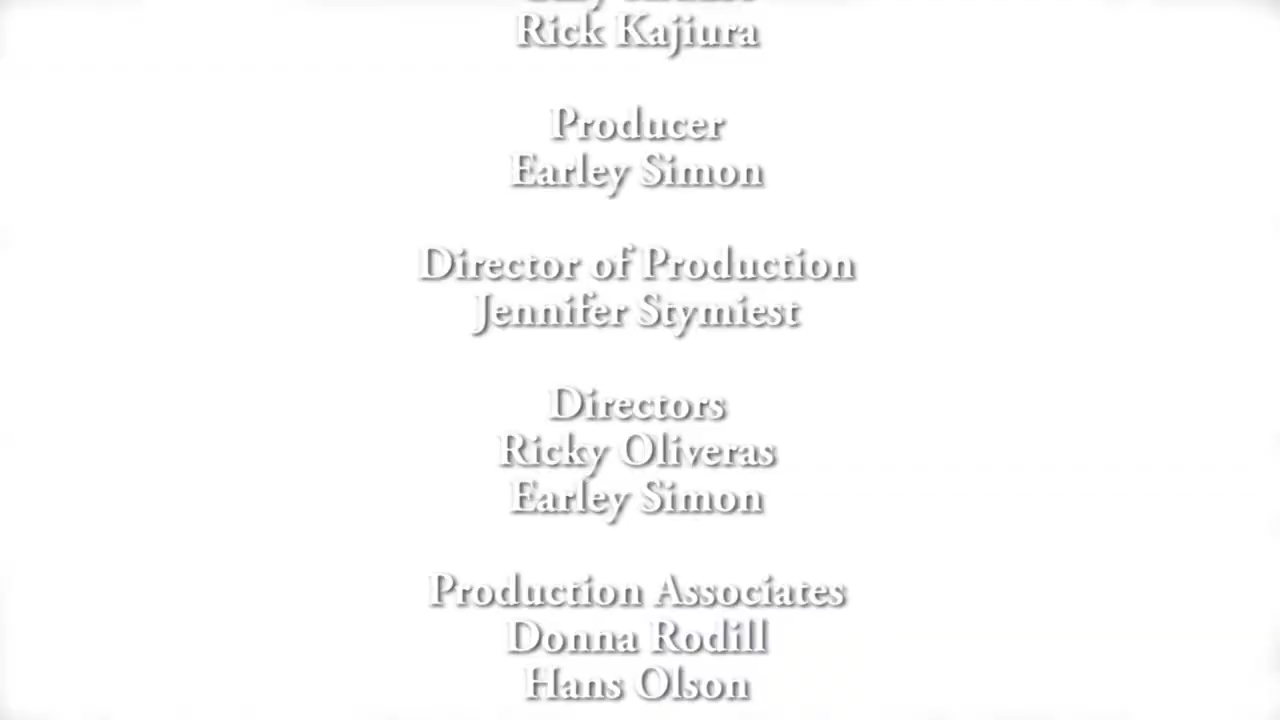 Rick Kajiura
Producer
Earley Simon
Director of Production
Jennifer Stymiest
Directors
Ricky Oliveras
Earley Simon
Production Associates
Donna Rodill
Hans Olson